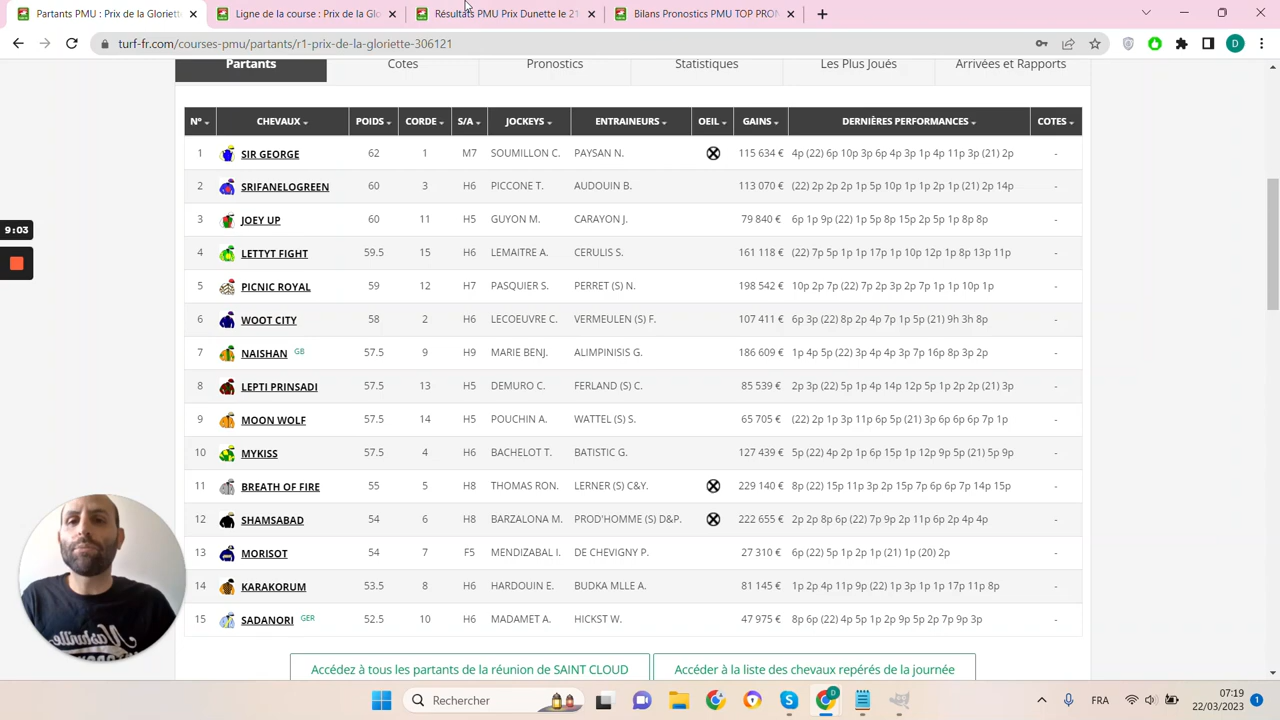 Partants PMU : Prix de la Gloriette
Ligne de la course : Prix de la Glo
Résultats PMU Prix Dunette le 21
Bilans Pronostics PMU TOP PRON
turf-fr.com/courses-pmu/partants/r1-prix-de-la-gloriette-306121
D
Partants Cotes Pronostics Statistiques Les Plus Joués Arrivées et Rapports
N° CHEVAUX POIDS CORDE S/A JOCKEYS ENTRAINEURS OEIL GAINS DERNIÈRES PERFORMANCES COTES
1 SIR GEORGE 62 1 M7 SOUMILLON C. PAYSAN N. 115 634 € 4p (22) 6p 10p 3p 6p 4p 3p 1p 4p 11p 3p (21) 2p -
2 SRIFANELOGREEN 60 3 H6 PICCONE T. AUDOUIN B. 113 070 € (22) 2p 2p 2p 1p 5p 10p 1p 1p 2p 1p (21) 2p 14p -
3 JOEY UP 60 11 H5 GUYON M. CARAYON J. 79 840 € 6p 1p 9p (22) 1p 5p 8p 15p 2p 5p 1p 8p 8p -
4 LETTYT FIGHT 59.5 15 H6 LEMAITRE A. CERULIS S. 161 118 € (22) 7p 5p 1p 1p 17p 1p 10p 12p 1p 8p 13p 11p -
5 PICNIC ROYAL 59 12 H7 PASQUIER S. PERRET (S) N. 198 542 € 10p 2p 7p (22) 7p 2p 3p 2p 7p 1p 1p 10p 1p -
6 WOOT CITY 58 2 H6 LECOEUVRE C. VERMEULEN (S) F. 107 411 € 6p 3p (22) 8p 2p 4p 7p 1p 5p (21) 9h 3h 8p -
7 NAISHAN GB 57.5 9 H9 MARIE BENJ. ALIMPINISIS G. 186 609 € 1p 4p 5p (22) 3p 4p 4p 3p 7p 16p 8p 3p 2p -
8 LEPTI PRINSADI 57.5 13 H5 DEMURO C. FERLAND (S) C. 85 539 € 2p 3p (22) 5p 1p 4p 14p 12p 5p 1p 2p 2p (21) 3p -
9 MOON WOLF 57.5 14 H5 POUCHIN A. WATTEL (S) S. 65 705 € (22) 2p 1p 3p 11p 6p 5p (21) 3p 6p 6p 6p 7p 1p -
10 MYKISS 57.5 4 H6 BACHELOT T. BATISTIC G. 127 439 € 5p (22) 4p 2p 1p 6p 15p 1p 12p 9p 5p (21) 5p 9p -
11 BREATH OF FIRE 55 5 H8 THOMAS RON. LERNER (S) C&Y. 229 140 € 8p (22) 15p 11p 3p 2p 15p 7p 6p 6p 7p 14p 15p -
12 SHAMSABAD 54 6 H8 BARZALONA M. PROD'HOMME (S) D&P. 222 655 € 2p 2p 8p 6p (22) 7p 9p 2p 11p 6p 2p 4p 4p -
13 MORISOT 54 7 F5 MENDIZABAL I. DE CHEVIGNY P. 27 310 € 6p (22) 5p 1p 2p 1p (21) 1p (20) 2p -
14 KARAKORUM 53.5 8 H6 HARDOUIN E. BUDKA MLLE A. 81 145 € 1p 2p 4p 11p 9p (22) 1p 3p 1p 1p 17p 11p 8p -
15 SADANORI GER 52.5 10 H6 MADAMET A. HICKST W. 47 975 € 8p 6p (22) 4p 5p 1p 2p 9p 5p 2p 7p 9p 3p -
9:03
Nashville
Accédez à tous les partants de la réunion de SAINT CLOUD Accéder à la liste des chevaux repérés de la journée
Rechercher
FRA
07:19
22/03/2023